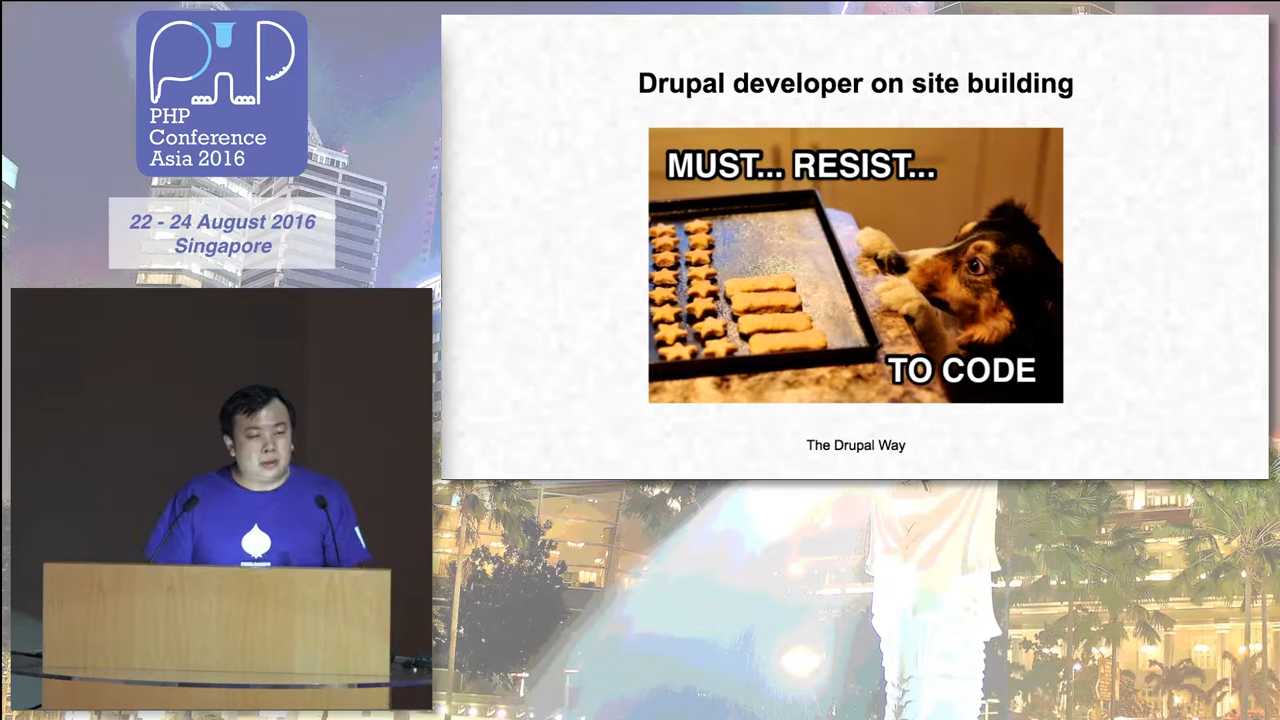 PHP
Conference
Asia 2016
22 - 24 August 2016
Singapore
Drupal developer on site building
MUST... RESIST...
TO CODE
The Drupal Way